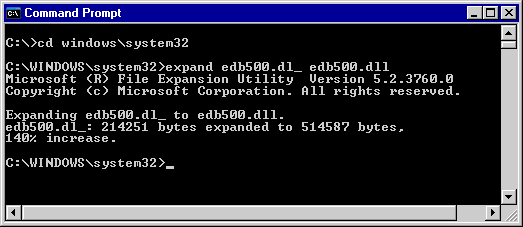 Command Prompt
C:\>cd windows\system32
C:\WINDOWS\system32>expand edb500.dl_ edb500.dll
Microsoft (R) File Expansion Utility  Version 5.2.3760.0
Copyright (c) Microsoft Corporation. All rights reserved.
Expanding edb500.dl_ to edb500.dll.
edb500.dl_: 214251 bytes expanded to 514587 bytes,
140% increase.
C:\WINDOWS\system32>_